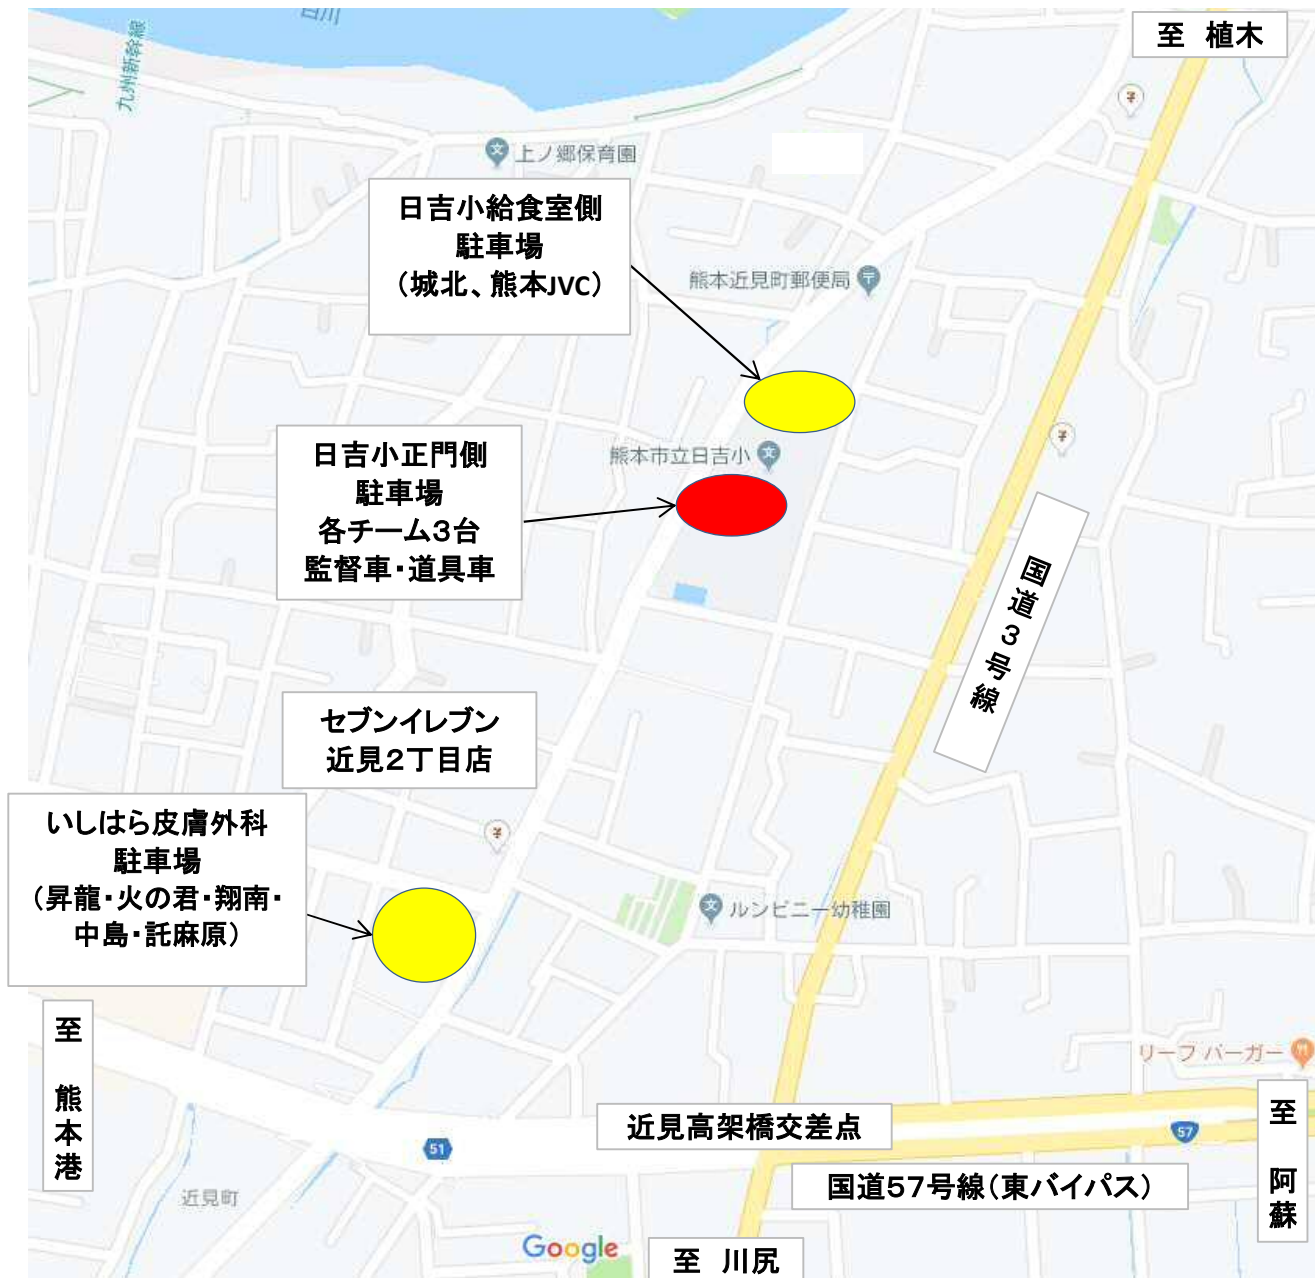 白川
至 植木
九州新幹線
上ノ郷保育園
日吉小給食室側
駐車場
（城北、熊本JVC）
熊本近見町郵便局
日吉小正門側
駐車場
各チーム3台
監督車・道具車
熊本市立日吉小
国道3号線
セブンイレブン
近見2丁目店
いしはら皮膚外科
駐車場
（昇龍・火の君・翔南・
中島・託麻原）
ルンビニー幼稚園
至 熊本港
リーフ バーガー
至 阿蘇
近見高架橋交差点
57
51
国道57号線（東バイパス）
近見町
Google
至 川尻